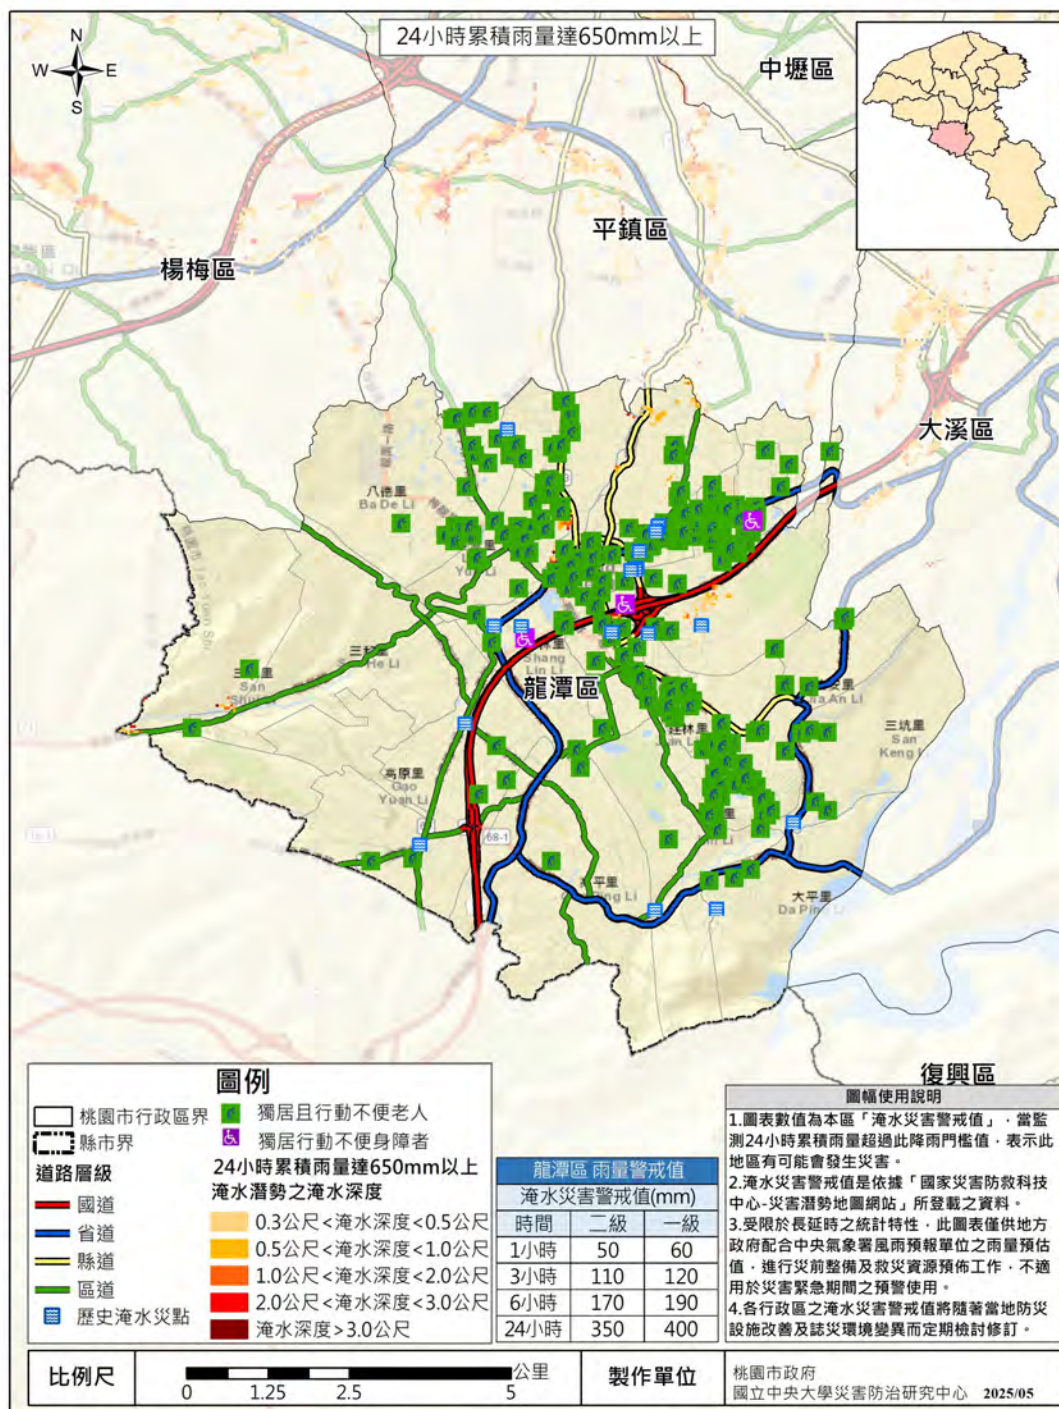 24小時累積雨量達650mm以上
N
W
E
S
中壢區
平鎮區
楊梅區
大溪區
八德里
Ba De Li
三和里
He Li
San
Shui Li
Shang
Lin Li
龍潭區
高原里
Gao
Yuan Li
68-1
三坑里
San
Keng Li
大平里
Da Ping Li
復興區
圖例
桃園市行政區界
縣市界
道路層級
國道
省道
縣道
區道
歷史淹水災點
獨居且行動不便老人
獨居行動不便身障者
24小時累積雨量達650mm以上
淹水潛勢之淹水深度
0.3公尺<淹水深度<0.5公尺
0.5公尺<淹水深度<1.0公尺
1.0公尺<淹水深度<2.0公尺
2.0公尺<淹水深度<3.0公尺
淹水深度>3.0公尺
龍潭區 雨量警戒值
淹水災害警戒值(mm)
時間 二級 一級
1小時 50 60
3小時 110 120
6小時 170 190
24小時 350 400
圖幅使用說明
1.圖表數值為本區「淹水災害警戒值」，當監
測24小時累積雨量超過此降雨門檻值，表示此
地區有可能會發生災害。
2.淹水災害警戒值是依據「國家災害防救科技
中心-災害潛勢地圖網站」所登載之資料。
3.受限於長延時之統計特性，此圖表僅供地方
政府配合中央氣象署風雨預報單位之雨量預估
值，進行災前整備及救災資源預佈工作，不適
用於災害緊急期間之預警使用。
4.各行政區之淹水災害警戒值將隨著當地防災
設施改善及誌災環境變異而定期檢討修訂。
比例尺
0 1.25 2.5 5
公里
製作單位
桃園市政府
國立中央大學災害防治研究中心 2025/05